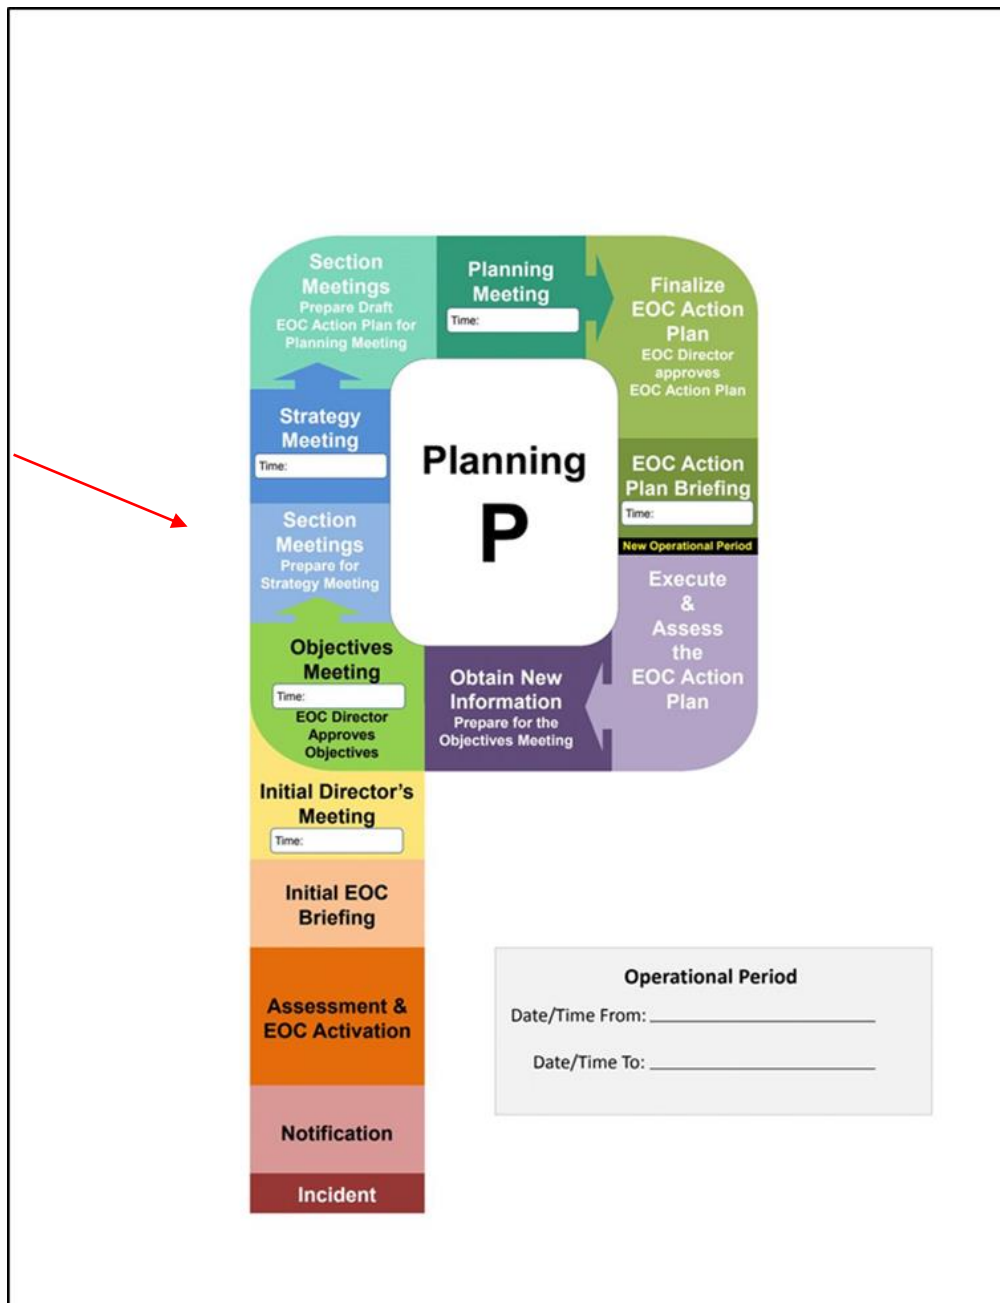 Section
Meetings
Prepare Draft
EOC Action Plan for
Planning Meeting
Planning
Meeting
Time:
Finalize
EOC Action
Plan
EOC Director
approves
EOC Action Plan
Strategy
Meeting
Time:
Planning
P
EOC Action
Plan Briefing
Time:
New Operational Period
Section
Meetings
Prepare for
Strategy Meeting
Execute
&
Assess
the
EOC Action
Plan
Objectives
Meeting
Time:
EOC Director
Approves
Objectives
Obtain New
Information
Prepare for the
Objectives Meeting
Initial Director's
Meeting
Time:
Initial EOC
Briefing
Assessment &
EOC Activation
Notification
Incident
Operational Period
Date/Time From:
Date/Time To: